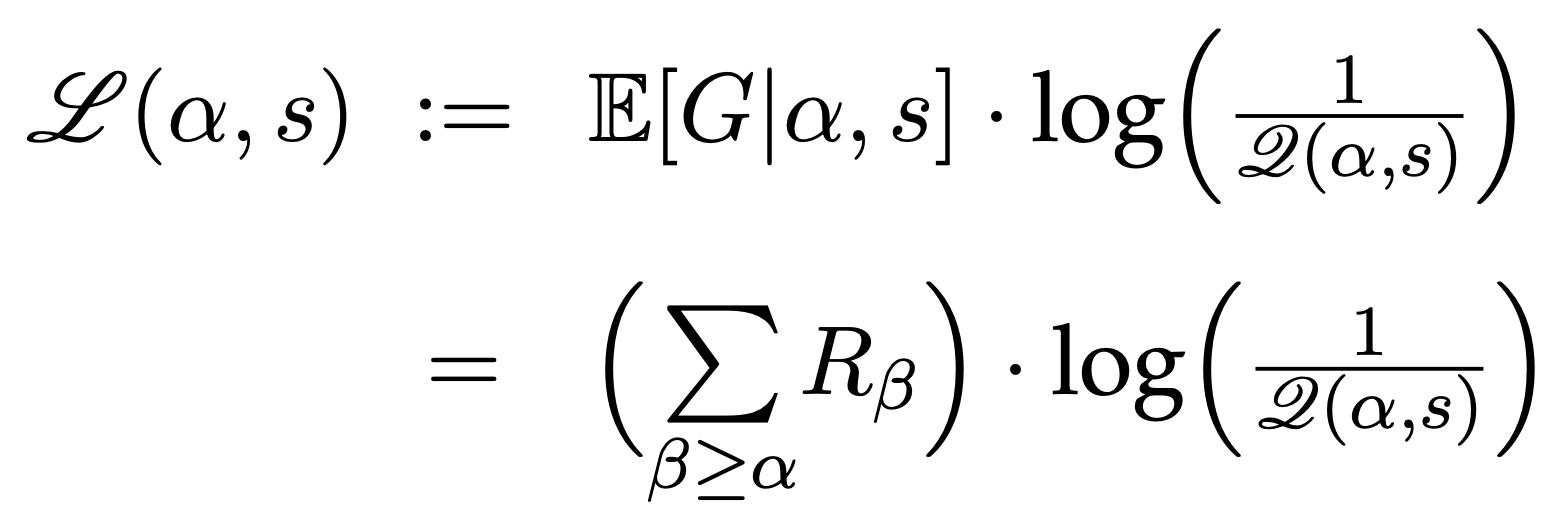 ℒ(α, s) := 𝔼[G|α, s] · log(1/𝒬(α,s))
= (∑_{β≥α} R_β) · log(1/𝒬(α,s))